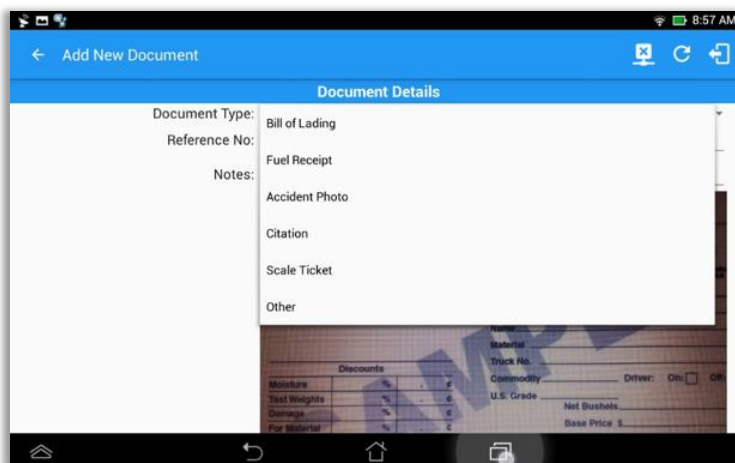 8:57 AM
Add New Document
Document Details
Document Type:
Bill of Lading
Reference No:
Fuel Receipt
Notes:
Accident Photo
Citation
Scale Ticket
Other
Name
Material
Truck No.
Discounts
Commodity Driver: On:
Moisture % . ¢
U.S. Grade
Test Weights % . ¢
Net Bushels
Damage % . ¢
Base Price $
For Material % . ¢
SAMPLE